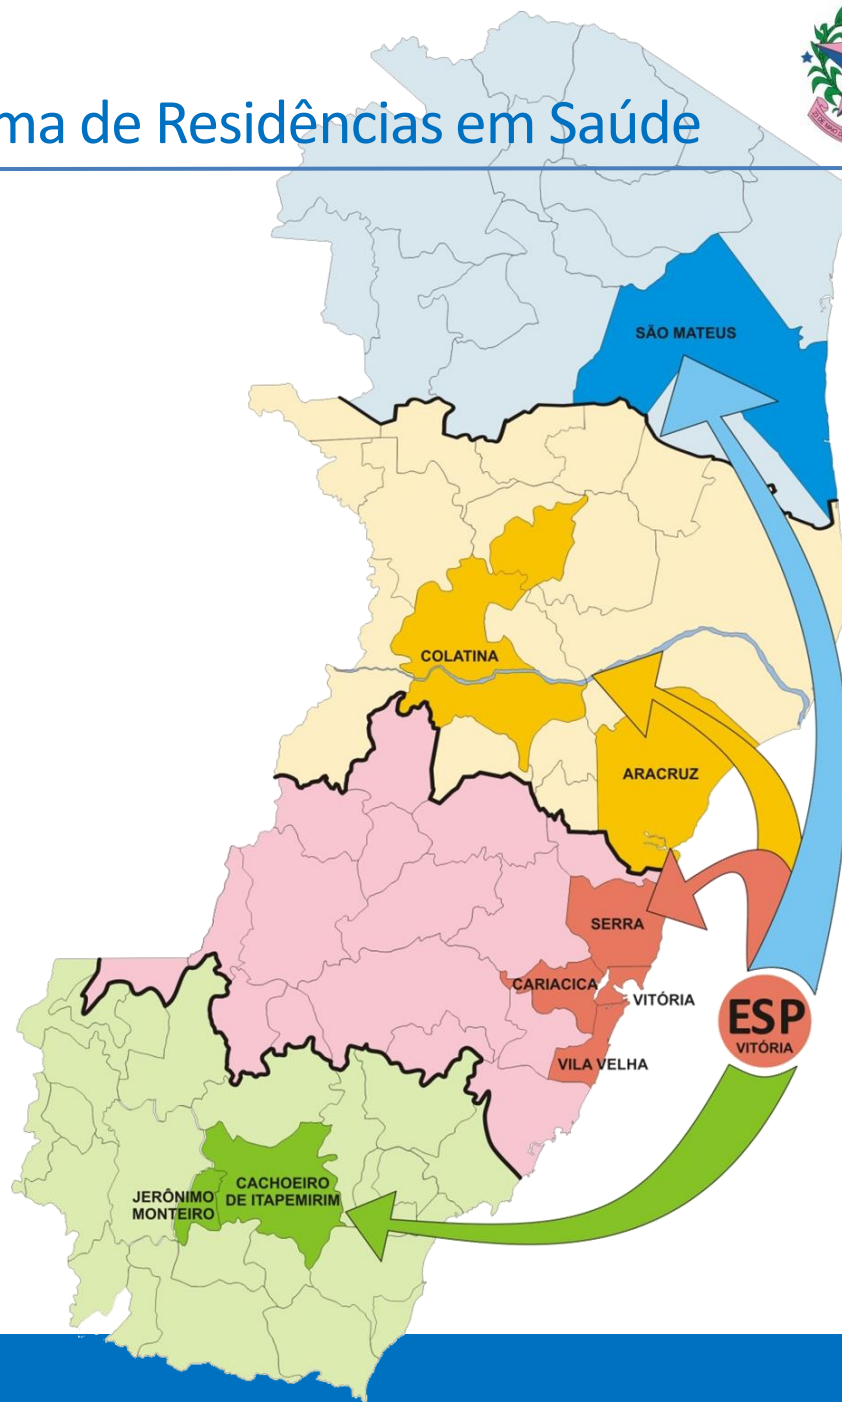 ma de Residências em Saúde
SÃO MATEUS
COLATINA
ARACRUZ
SERRA
CARIACICA
VITÓRIA
ESP
VITÓRIA
VILA VELHA
JERÔNIMO
MONTEIRO
CACHOEIRO
DE ITAPEMIRIM